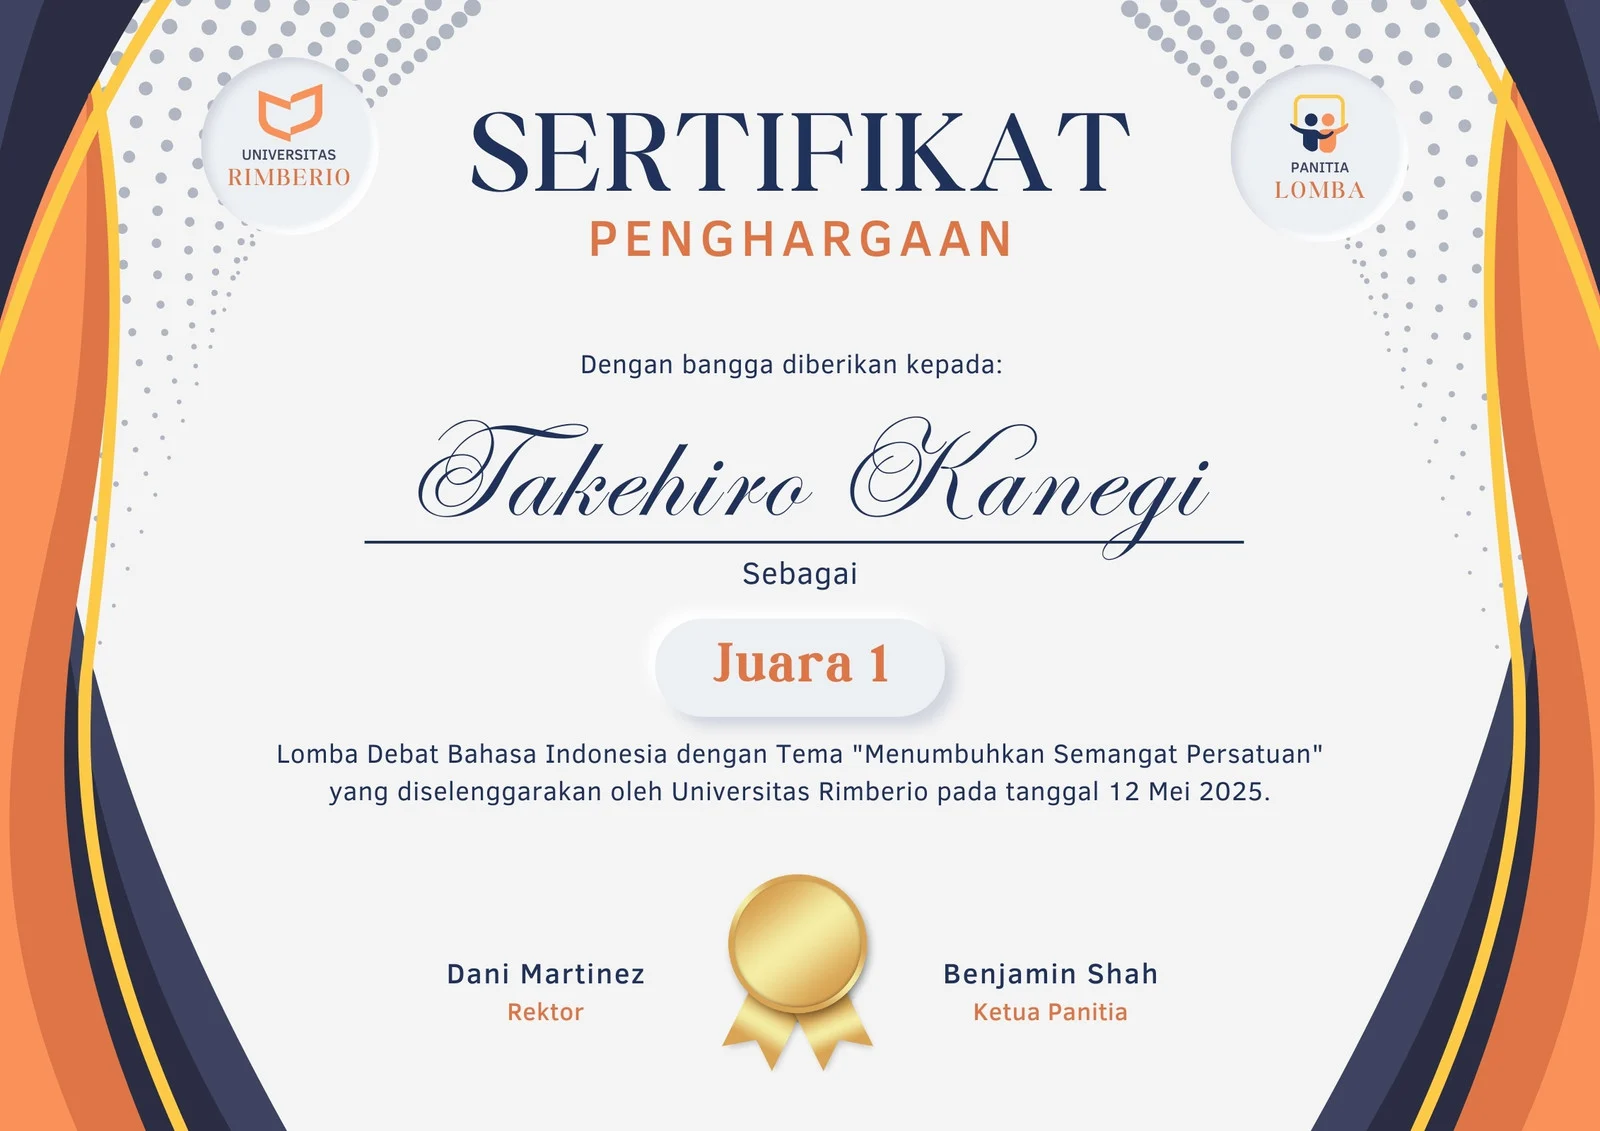 UNIVERSITAS
RIMBERIO
PANITIA
LOMBA
SERTIFIKAT
PENGHARGAAN
Dengan bangga diberikan kepada:
Takehiro Kanegi
Sebagai
Juara 1
Lomba Debat Bahasa Indonesia dengan Tema "Menumbuhkan Semangat Persatuan"
yang diselenggarakan oleh Universitas Rimberio pada tanggal 12 Mei 2025.
Dani Martinez
Rektor
Benjamin Shah
Ketua Panitia